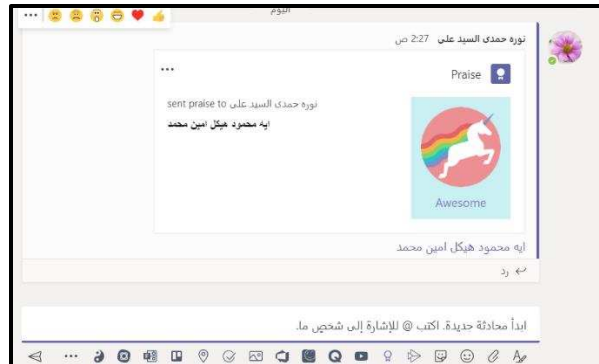 اليوم
نوره حمدى السيد على 2:27 ص
Praise
نوره حمدى السيد على sent praise to
ايه محمود هيكل امين محمد
Awesome
ايه محمود هيكل امين محمد
رد
ابدأ محادثة جديدة. اكتب @ للإشارة إلى شخص ما.